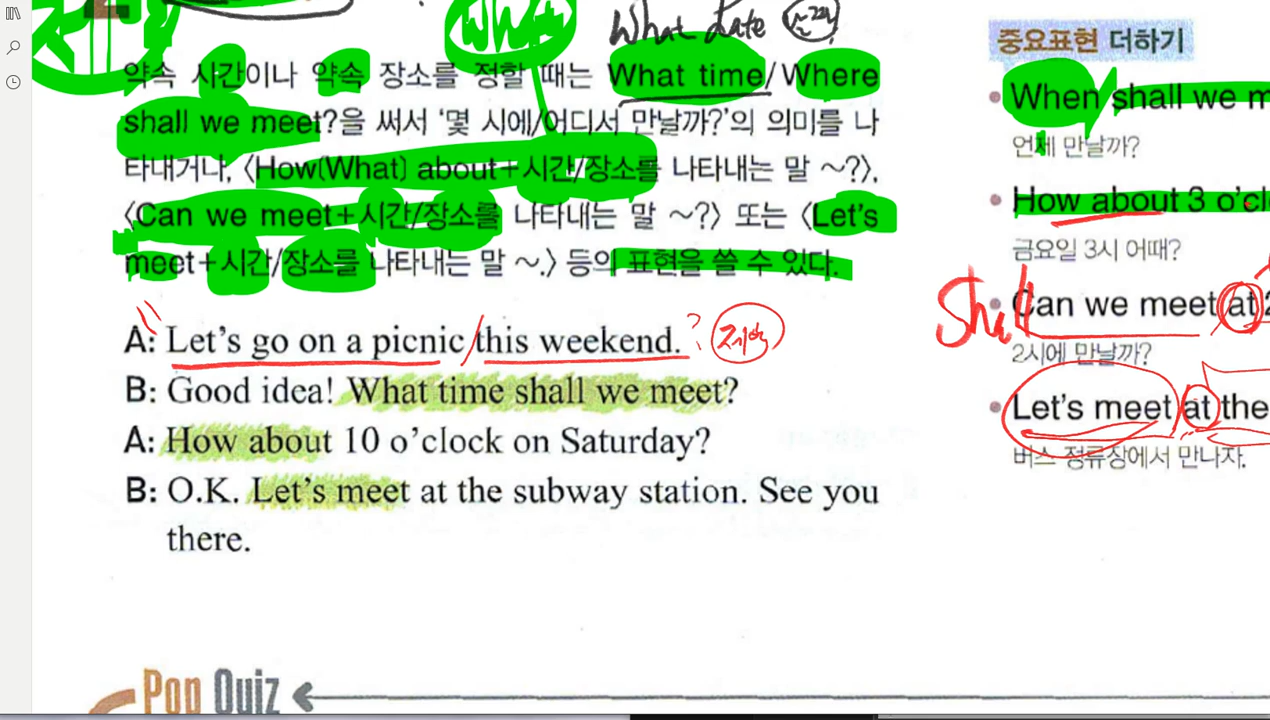 What
What date
약속 시간이나 약속 장소를 정할 때는 What time/Where
shall we meet?을 써서 ‘몇 시에/어디서 만날까?’의 의미를 나
타내거나, 〈How(What) about+시간/장소를 나타내는 말 ~?〉,
〈Can we meet+시간/장소를 나타내는 말 ~?〉 또는 〈Let's
meet+시간/장소를 나타내는 말 ~.〉 등의 표현을 쓸 수 있다.
A: Let's go on a picnic / this weekend. ?
B: Good idea! What time shall we meet?
A: How about 10 o'clock on Saturday?
B: O.K. Let's meet at the subway station. See you
there.
Pop Quiz
중요표현 더하기
When shall we m
언제 만날까?
How about 3 o'cl
금요일 3시 어때?
Shall
Can we meet at 2
2시에 만날까?
Let's meet at the
버스 정류장에서 만나자.